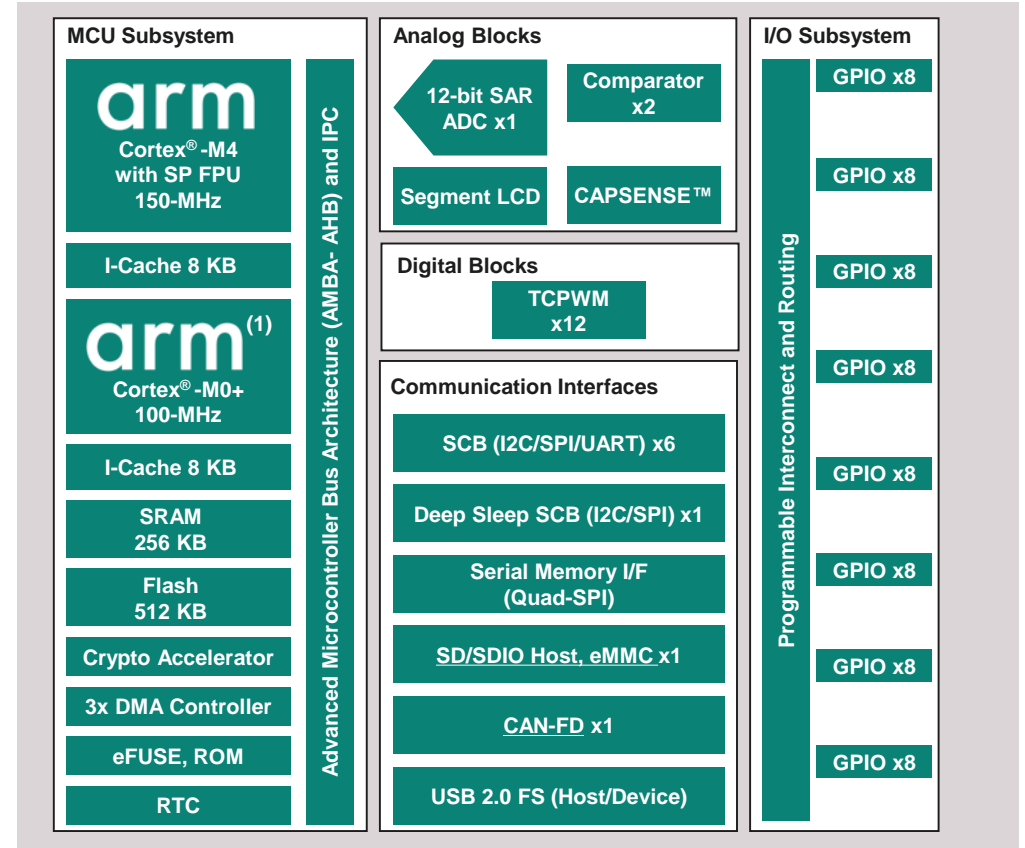 MCU Subsystem
arm
Cortex®-M4
with SP FPU
150-MHz
I-Cache 8 KB
arm(1)
Cortex®-M0+
100-MHz
I-Cache 8 KB
SRAM
256 KB
Flash
512 KB
Crypto Accelerator
3x DMA Controller
eFUSE, ROM
RTC
Advanced Microcontroller Bus Architecture (AMBA- AHB) and IPC
Analog Blocks
12-bit SAR
ADC x1
Comparator
x2
Segment LCD
CAPSENSE™
Digital Blocks
TCPWM
x12
Communication Interfaces
SCB (I2C/SPI/UART) x6
Deep Sleep SCB (I2C/SPI) x1
Serial Memory I/F
(Quad-SPI)
SD/SDIO Host, eMMC x1
CAN-FD x1
USB 2.0 FS (Host/Device)
I/O Subsystem
Programmable Interconnect and Routing
GPIO x8
GPIO x8
GPIO x8
GPIO x8
GPIO x8
GPIO x8
GPIO x8
GPIO x8